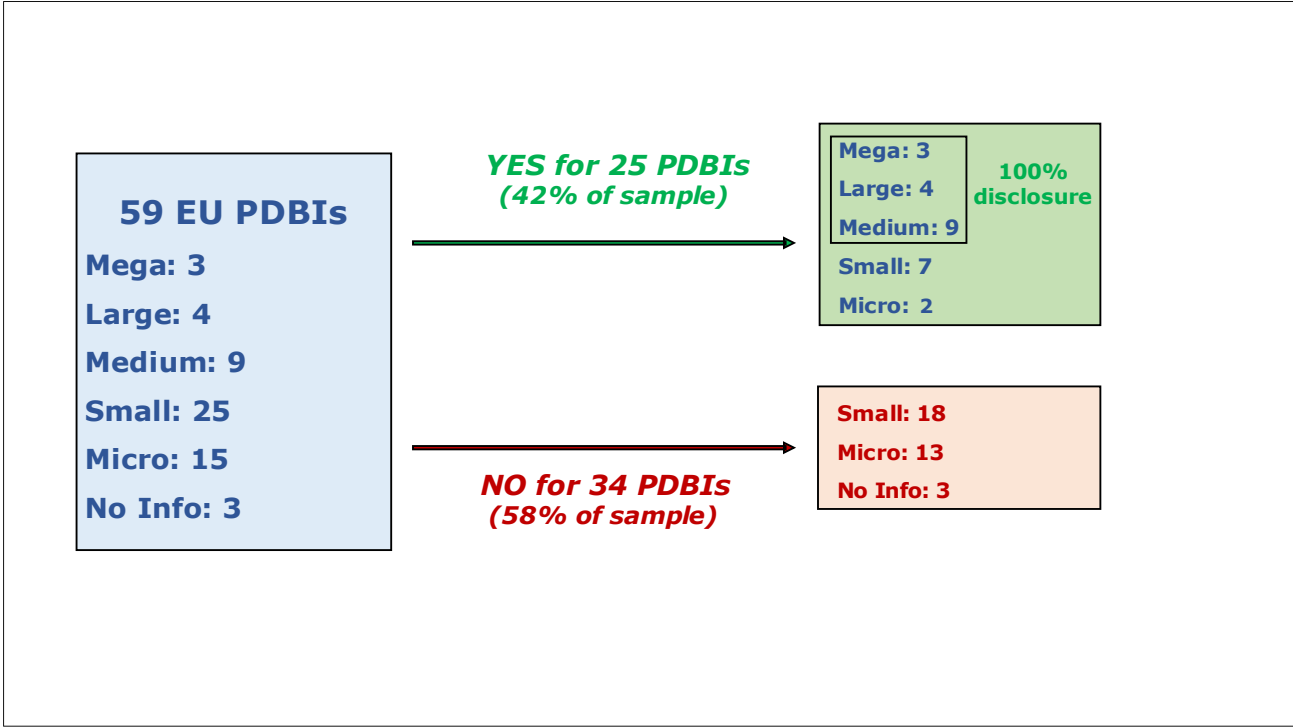 59 EU PDBIs
Mega: 3
Large: 4
Medium: 9
Small: 25
Micro: 15
No Info: 3
YES for 25 PDBIs
(42% of sample)
NO for 34 PDBIs
(58% of sample)
Mega: 3
Large: 4
Medium: 9
Small: 7
Micro: 2
100%
disclosure
Small: 18
Micro: 13
No Info: 3